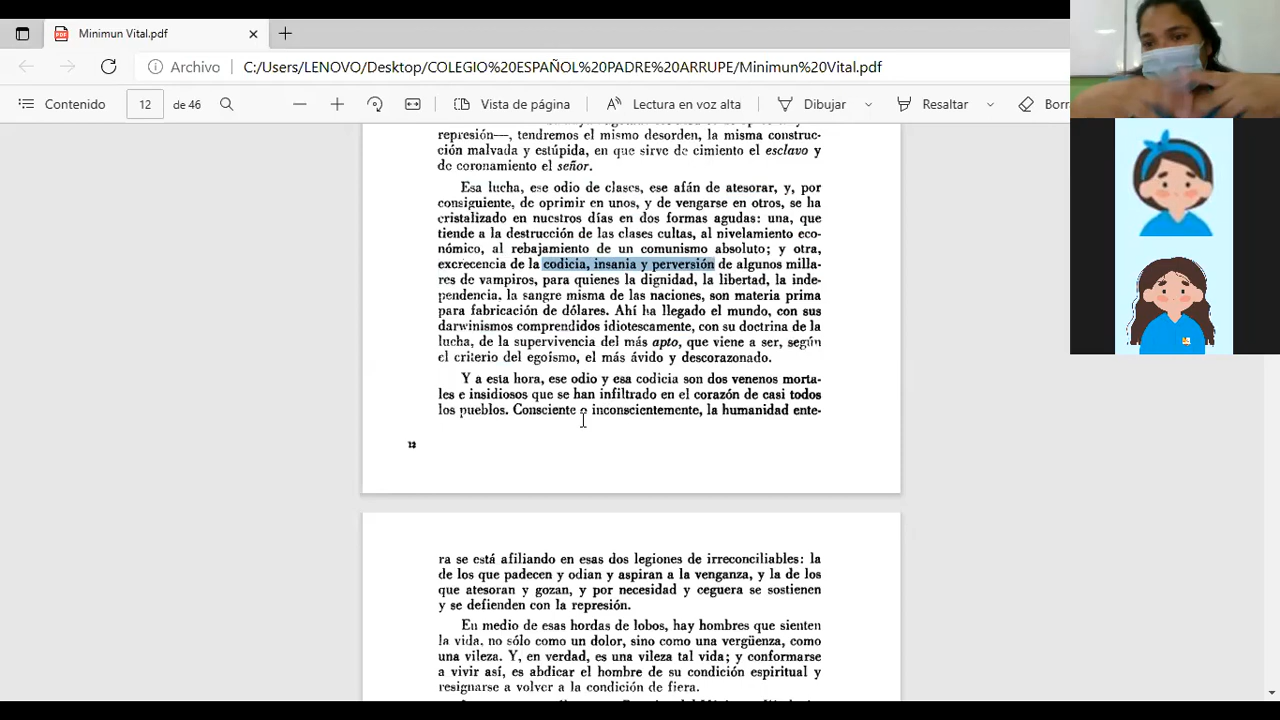 Minimun Vital.pdf
Archivo
C:/Users/LENOVO/Desktop/COLEGIO%20ESPAÑOL%20PADRE%20ARRUPE/Minimun%20Vital.pdf
Contenido
12
de 46
Vista de página
Lectura en voz alta
Dibujar
Resaltar
Borr
represión—, tendremos el mismo desorden, la misma construc-
ción malvada y estúpida, en que sirve de cimiento el esclavo y
de coronamiento el señor.
Esa lucha, ese odio de clases, ese afán de atesorar, y, por
consiguiente, de oprimir en unos, y de vengarse en otros, se ha
cristalizado en nuestros días en dos formas agudas: una, que
tiende a la destrucción de las clases cultas, al nivelamiento eco-
nómico, al rebajamiento de un comunismo absoluto; y otra,
excrecencia de la codicia, insania y perversión de algunos milla-
res de vampiros, para quienes la dignidad, la libertad, la inde-
pendencia, la sangre misma de las naciones, son materia prima
para fabricación de dólares. Ahí ha llegado el mundo, con sus
darwinismos comprendidos idiotescamente, con su doctrina de la
lucha, de la supervivencia del más apto, que viene a ser, según
el criterio del egoísmo, el más ávido y descorazonado.
Y a esta hora, ese odio y esa codicia son dos venenos morta-
les e insidiosos que se han infiltrado en el corazón de casi todos
los pueblos. Consciente o inconscientemente, la humanidad ente-
12
ra se está afiliando en esas dos legiones de irreconciliables: la
de los que padecen y odian y aspiran a la venganza, y la de los
que atesoran y gozan, y por necesidad y ceguera se sostienen
y se defienden con la represión.
En medio de esas hordas de lobos, hay hombres que sienten
la vida, no sólo como un dolor, sino como una vergüenza, como
una vileza. Y, en verdad, es una vileza tal vida; y conformarse
a vivir así, es abdicar el hombre de su condición espiritual y
resignarse a volver a la condición de fiera.